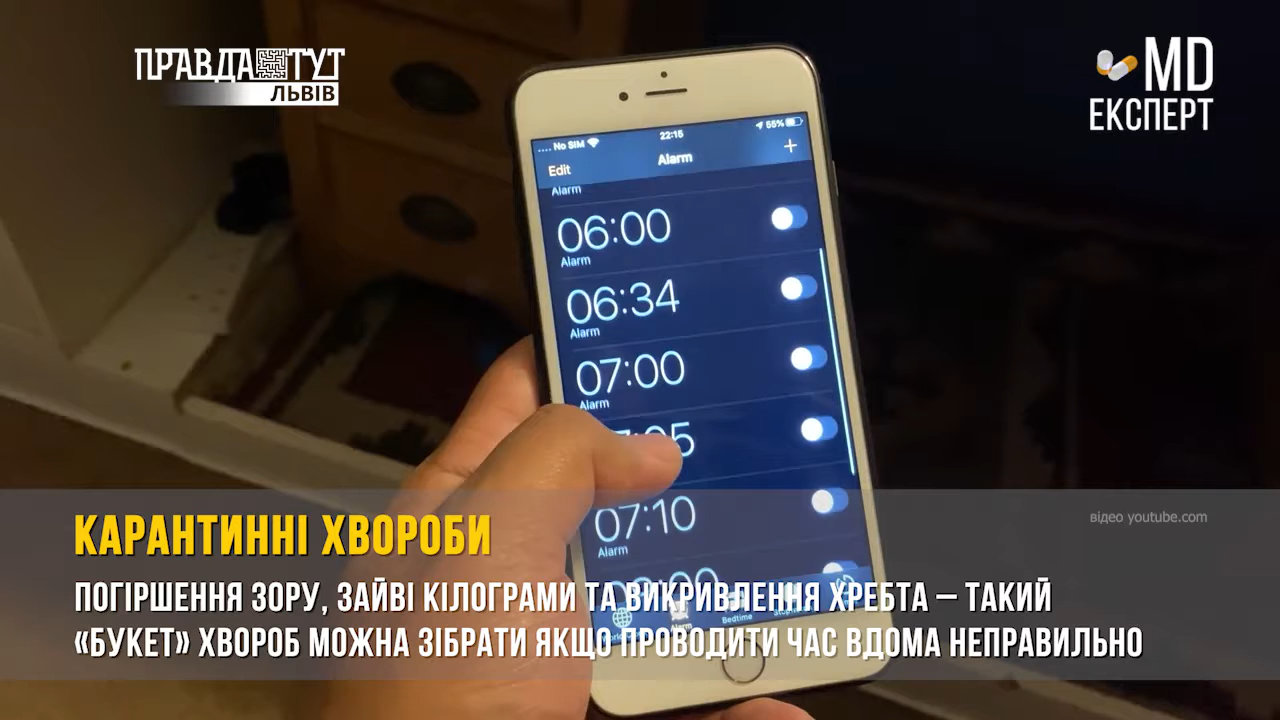 ПРАВДА ТУТ
ЛЬВІВ
MD
ЕКСПЕРТ
No SIM
22:15
55%
Edit
Alarm
+
Alarm
06:00
Alarm
06:34
Alarm
07:00
Alarm
07:10
Alarm
Alarm
Bedtime
відео youtube.com
КАРАНТИННІ ХВОРОБИ
ПОГІРШЕННЯ ЗОРУ, ЗАЙВІ КІЛОГРАМИ ТА ВИКРИВЛЕННЯ ХРЕБТА – ТАКИЙ
«БУКЕТ» ХВОРОБ МОЖНА ЗІБРАТИ ЯКЩО ПРОВОДИТИ ЧАС ВДОМА НЕПРАВИЛЬНО